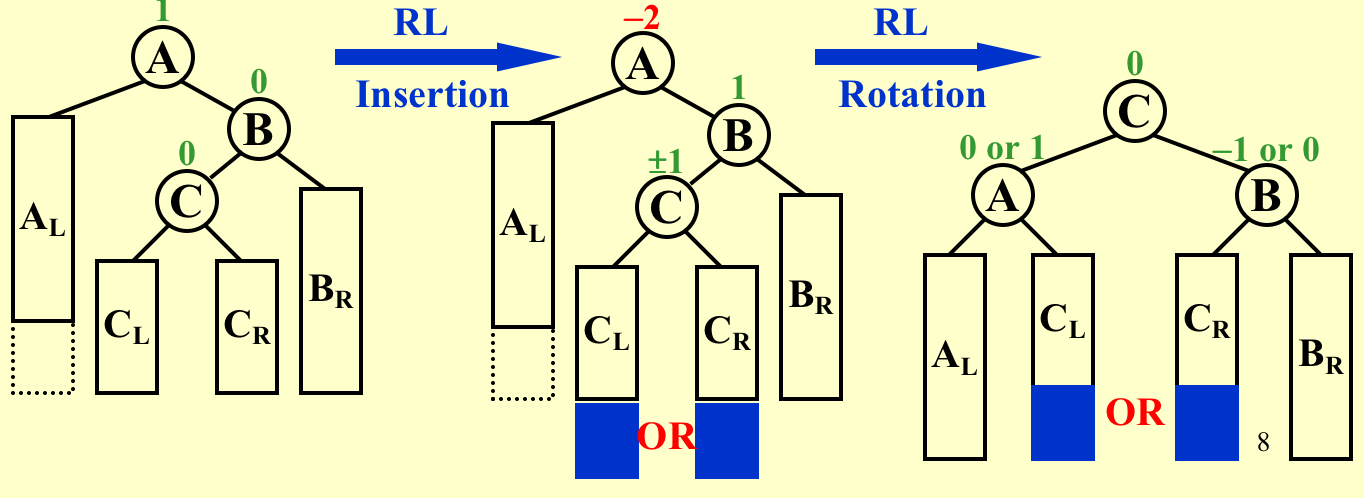 1
A
0
B
0
C
A_L
C_L
C_R
B_R
RL
Insertion
–2
A
1
B
±1
C
A_L
C_L
C_R
B_R
OR
RL
Rotation
0
C
0 or 1
–1 or 0
A
B
A_L
C_L
C_R
B_R
OR
8